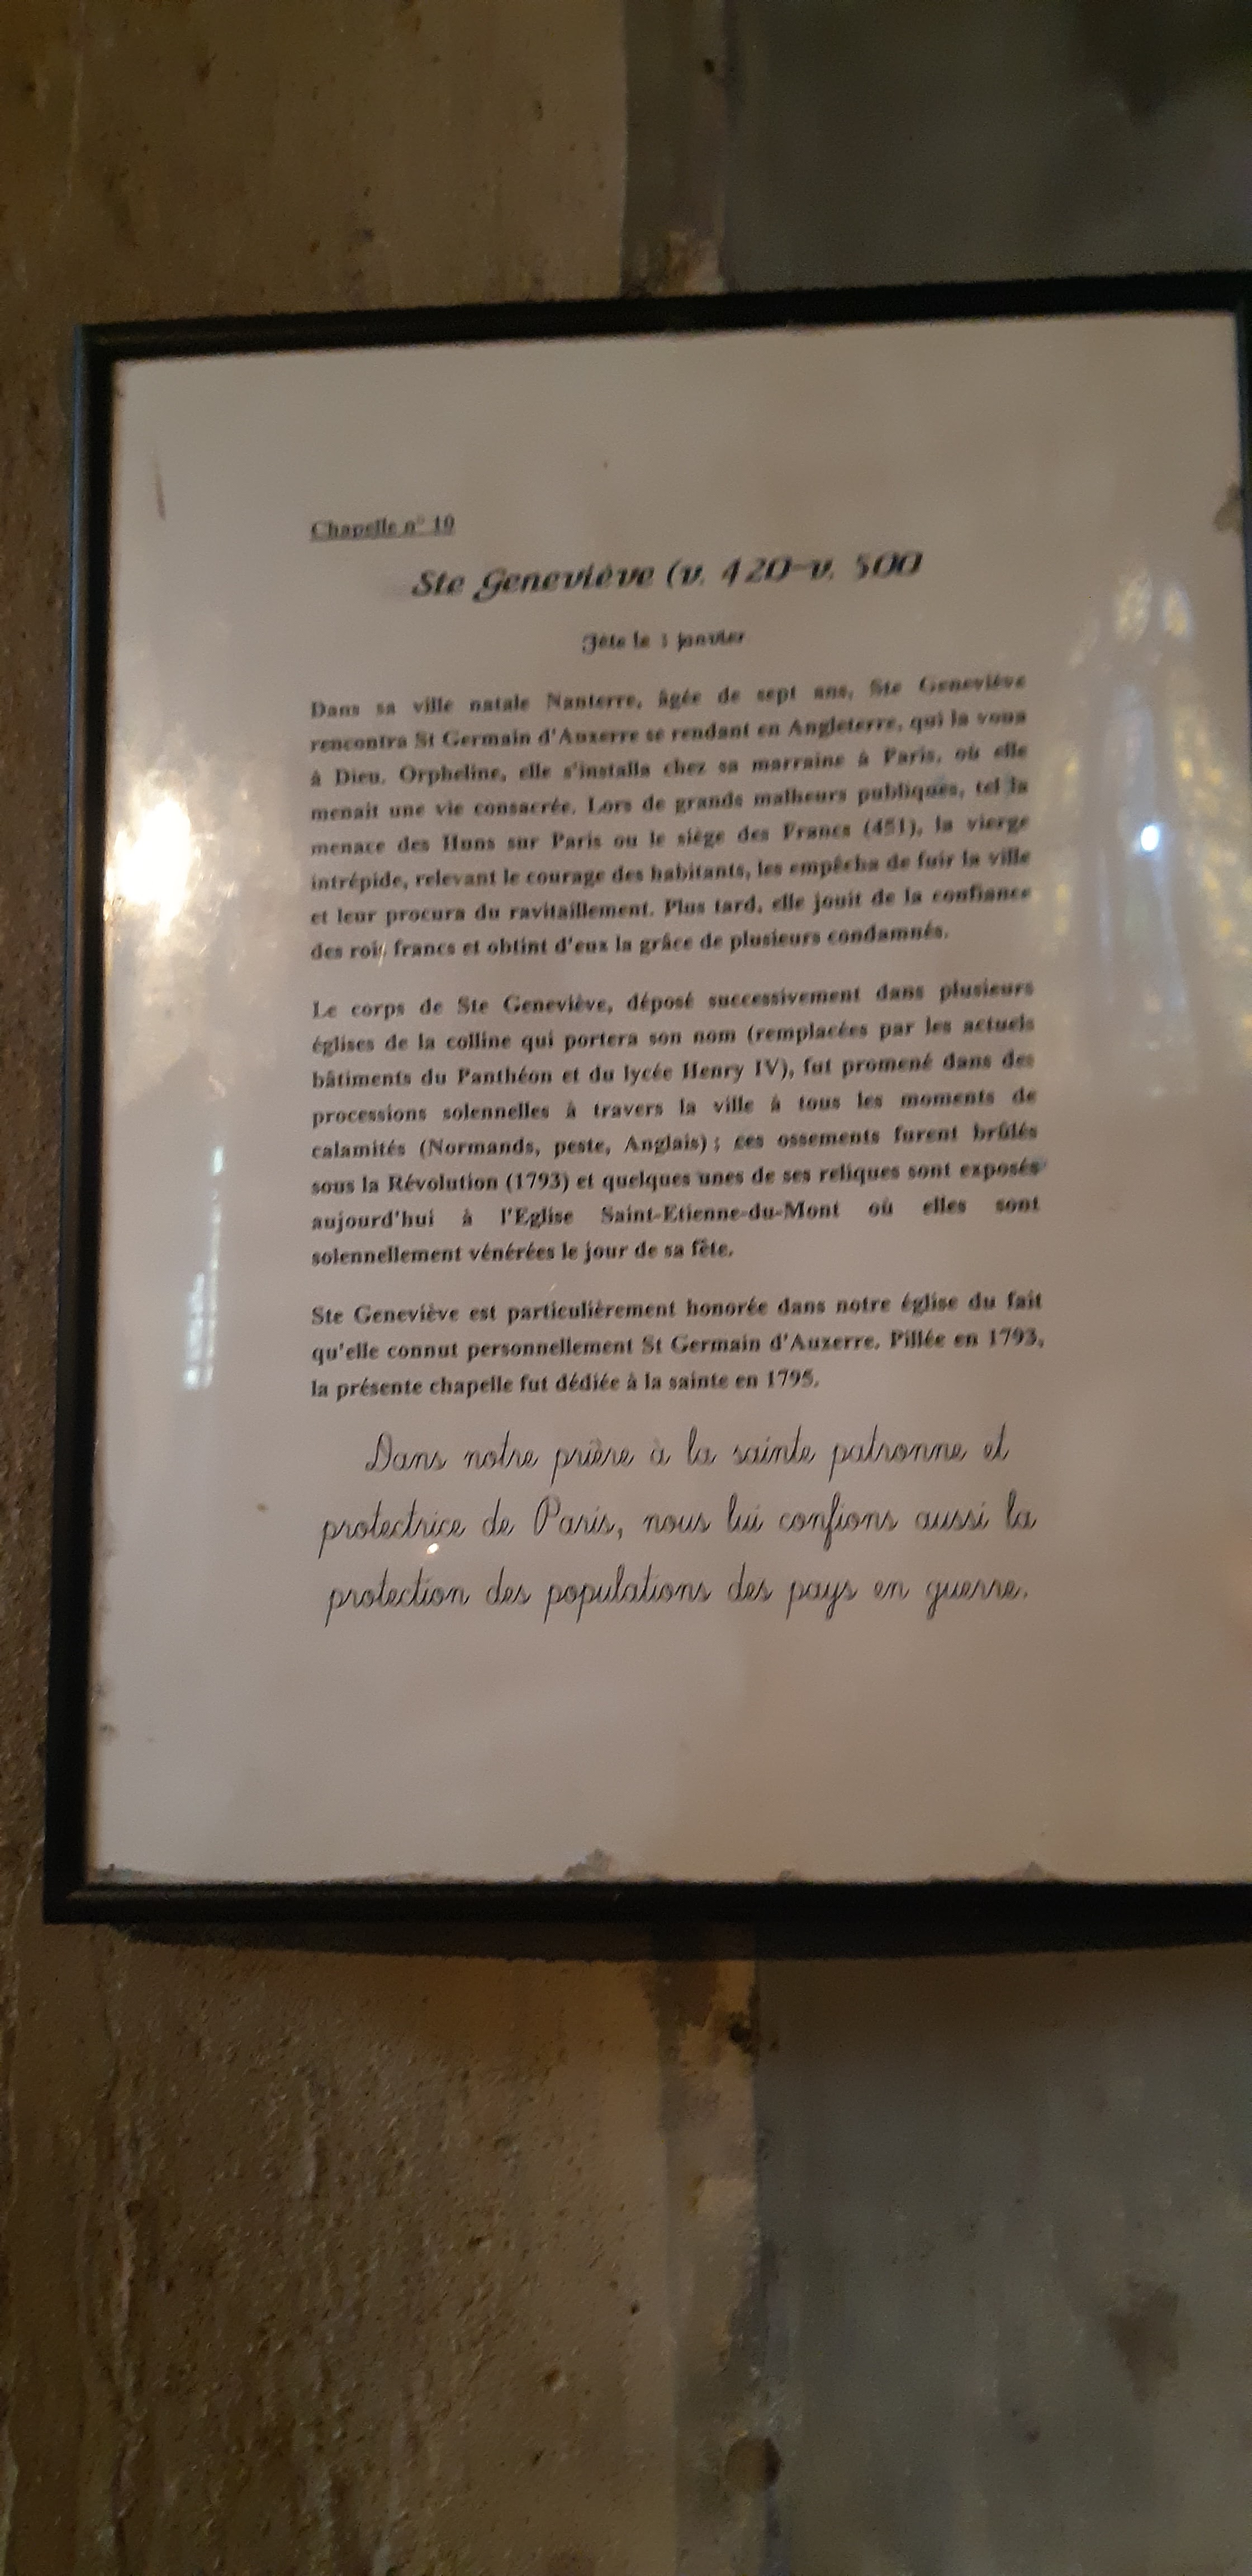 Chapelle n° 10
Ste Geneviève (v. 420-v. 500
Fête le 3 janvier
Dans sa ville natale Nanterre, âgée de sept ans, Ste Geneviève
rencontra St Germain d'Auxerre se rendant en Angleterre, qui la voua
à Dieu. Orpheline, elle s'installa chez sa marraine à Paris, où elle
menait une vie consacrée. Lors de grands malheurs publiques, tel la
menace des Huns sur Paris ou le siège des Francs (451), la vierge
intrépide, relevant le courage des habitants, les empêcha de fuir la ville
et leur procura du ravitaillement. Plus tard, elle jouit de la confiance
des rois francs et obtint d'eux la grâce de plusieurs condamnés.
Le corps de Ste Geneviève, déposé successivement dans plusieurs
églises de la colline qui portera son nom (remplacées par les actuels
bâtiments du Panthéon et du lycée Henry IV), fut promené dans des
processions solennelles à travers la ville à tous les moments de
calamités (Normands, peste, Anglais) ; ces ossements furent brûlés
sous la Révolution (1793) et quelques unes de ses reliques sont exposés
aujourd'hui à l'Eglise Saint-Etienne-du-Mont où elles sont
solennellement vénérées le jour de sa fête.
Ste Geneviève est particulièrement honorée dans notre église du fait
qu'elle connut personnellement St Germain d'Auxerre. Pillée en 1793,
la présente chapelle fut dédiée à la sainte en 1795.
Dans notre prière à la sainte patronne et
protectrice de Paris, nous lui confions aussi la
protection des populations des pays en guerre.